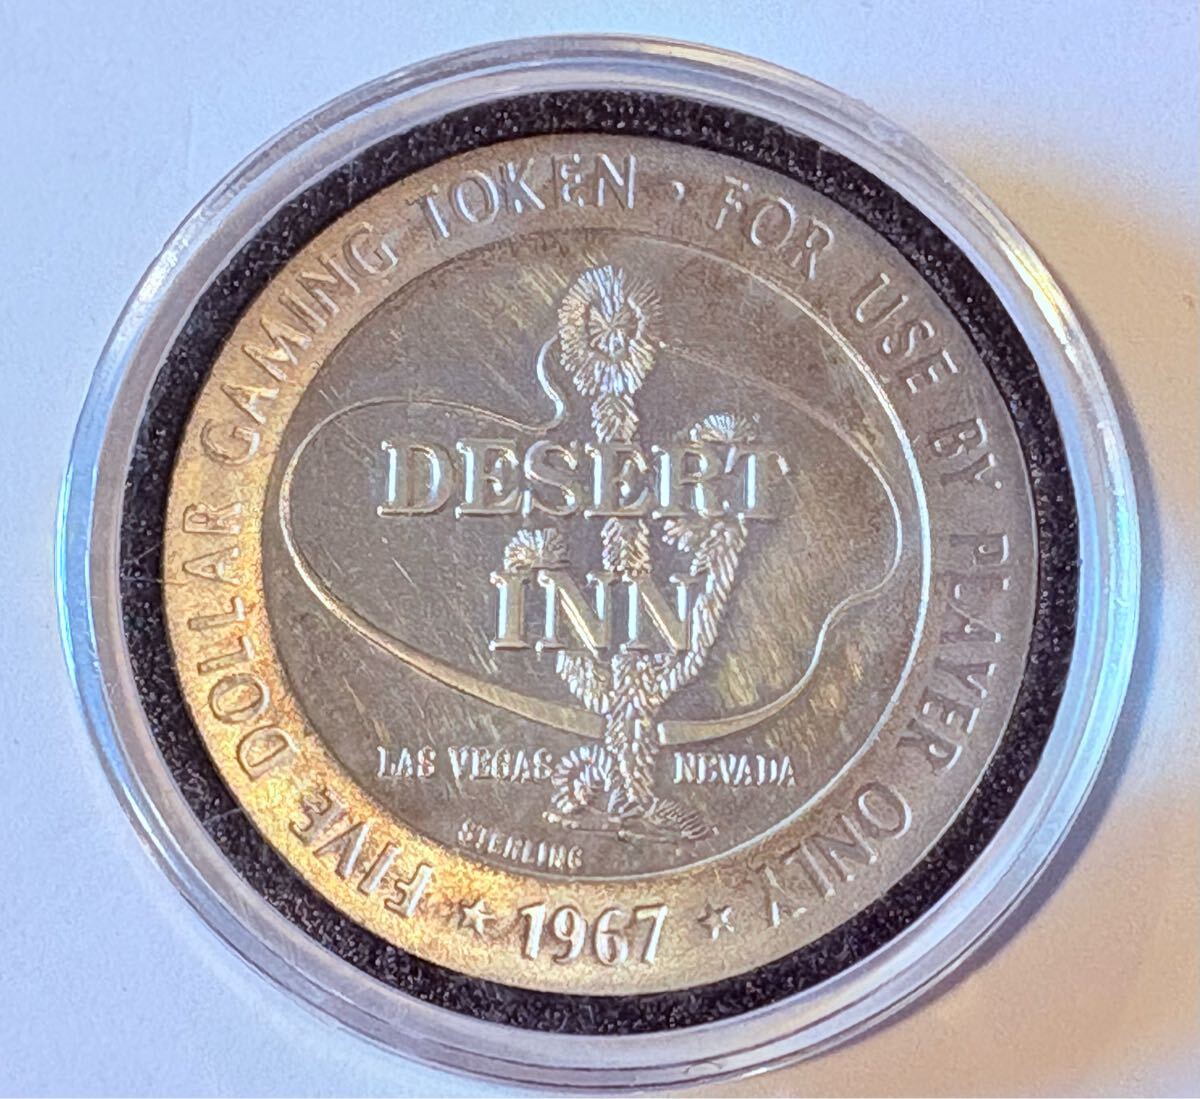 FIVE DOLLAR GAMING TOKEN · FOR USE BY PLAYER ONLY
DESERT
INN
LAS VEGAS NEVADA
STERLING
★ 1967 ★